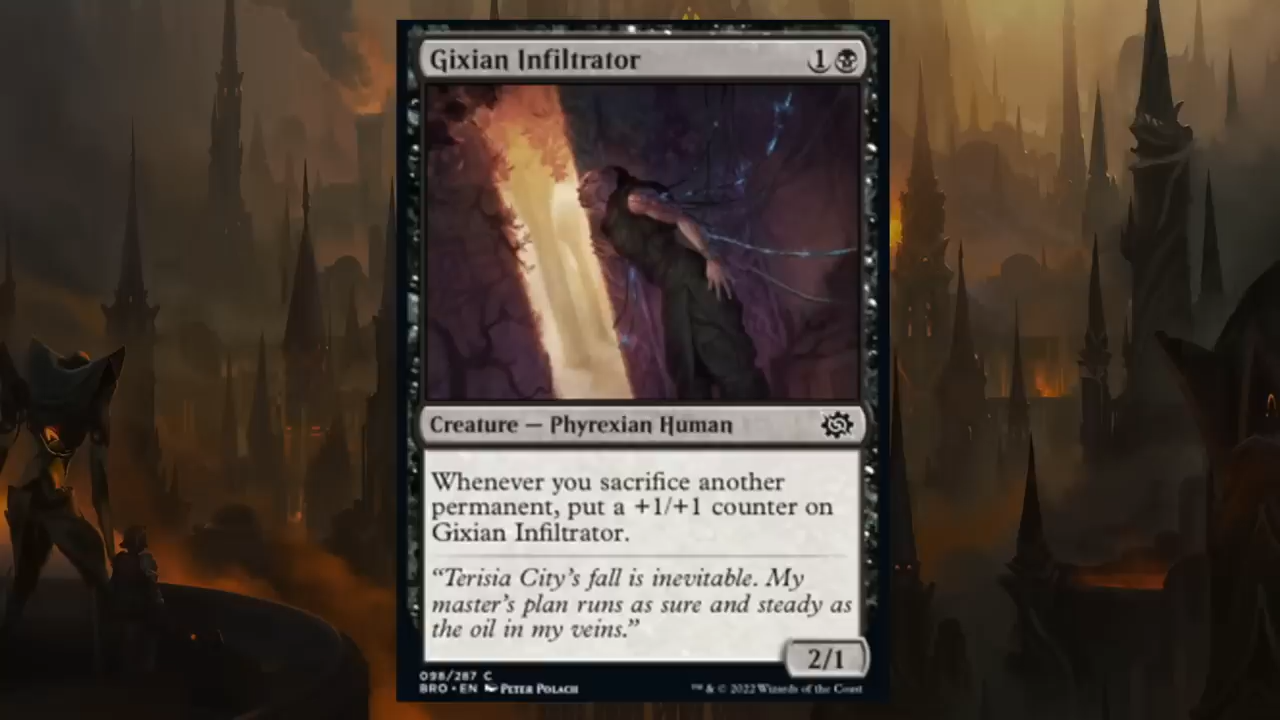 Gixian Infiltrator 1
Creature — Phyrexian Human
Whenever you sacrifice another
permanent, put a +1/+1 counter on
Gixian Infiltrator.
“Terisia City’s fall is inevitable. My
master’s plan runs as sure and steady as
the oil in my veins.”
2/1
098/287 C
BRO • EN Peter Polach
™ & © 2022 Wizards of the Coast